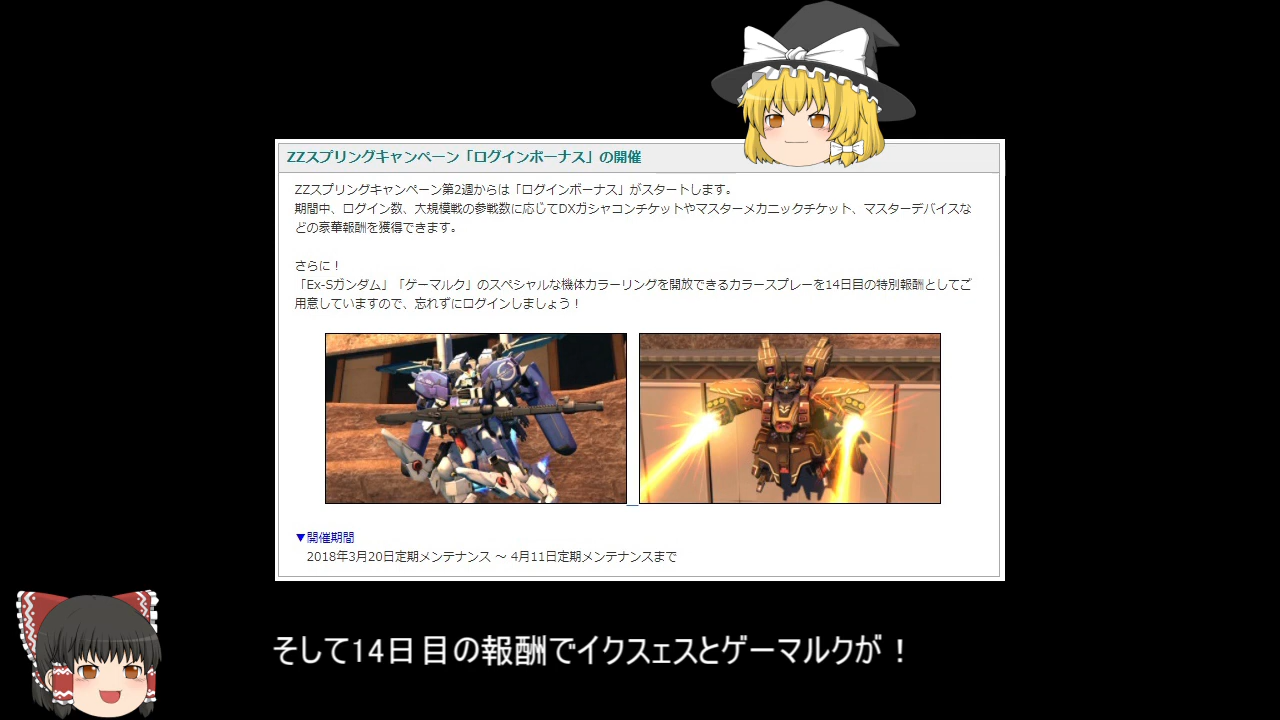 ZZスプリングキャンペーン「ログインボーナス」の開催
ZZスプリングキャンペーン第2週からは「ログインボーナス」がスタートします。
期間中、ログイン数、大規模戦の参戦数に応じてDXガシャコンチケットやマスターメカニックチケット、マスターデバイスな
どの豪華報酬を獲得できます。
さらに！
「Ex-Sガンダム」「ゲーマルク」のスペシャルな機体カラーリングを開放できるカラースプレーを14日目の特別報酬としてご
用意していますので、忘れずにログインしましょう！
▼開催期間
2018年3月20日定期メンテナンス ～ 4月11日定期メンテナンスまで
そして14日目の報酬でイクスェスとゲーマルクが！